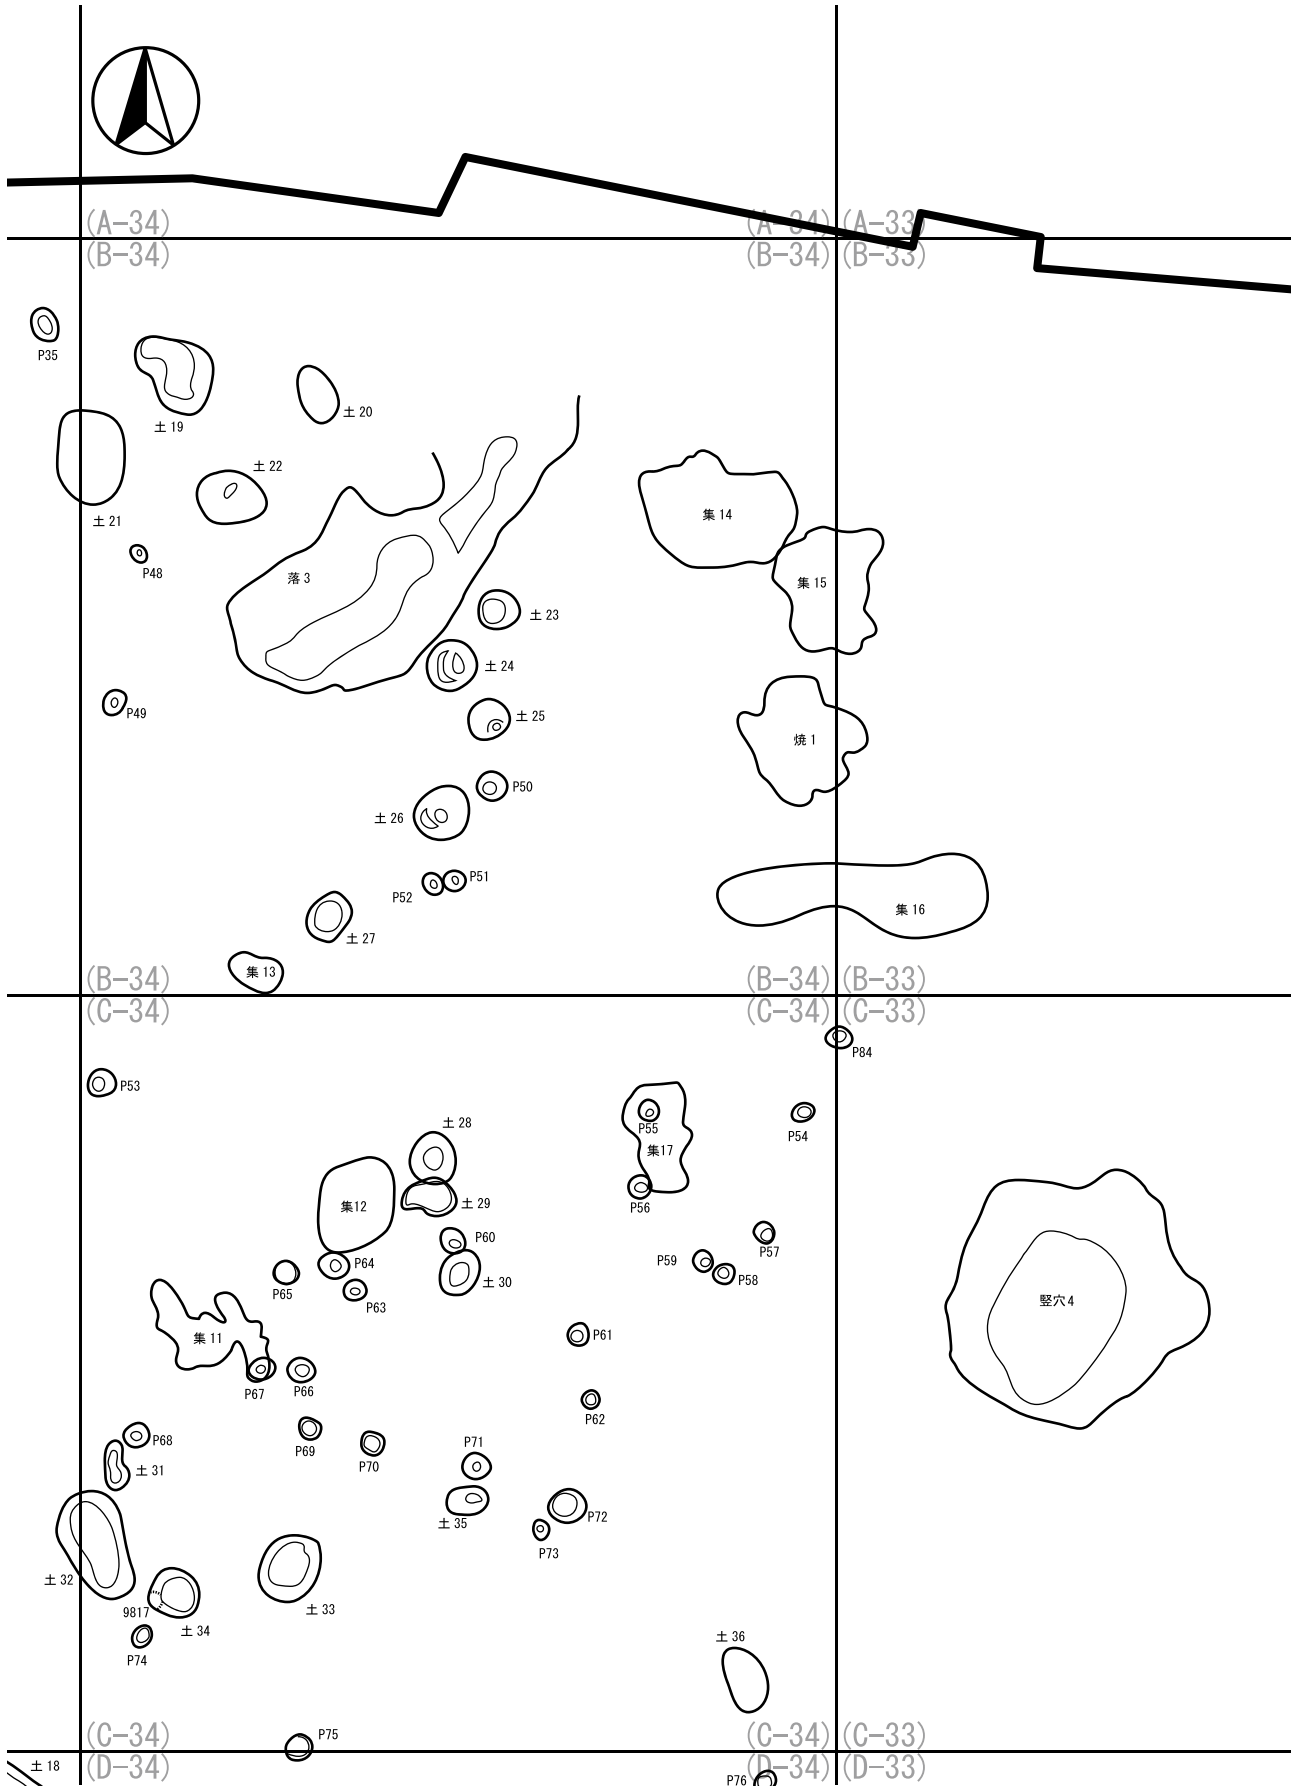 (A-34)
(A-34)
(A-33)
(B-34)
(B-34)
(B-33)
P35
土 19
土 20
土 22
土 21
集 14
P48
落 3
集 15
土 23
土 24
P49
土 25
焼 1
P50
土 26
P51
P52
集 16
土 27
集 13
(B-34)
(B-34)
(B-33)
(C-34)
(C-34)
(C-33)
P84
P53
土 28
P55
P54
集17
集12
土 29
P56
P60
P57
P59
P64
P58
土 30
P65
P63
竪穴 4
集 11
P61
P67
P66
P62
P68
P69
P71
P70
土 31
土 35
P72
P73
土 32
9817
土 33
土 34
P74
土 36
(C-34)
P75
(C-34)
(C-33)
土 18
(D-34)
(D-34)
(D-33)
P76